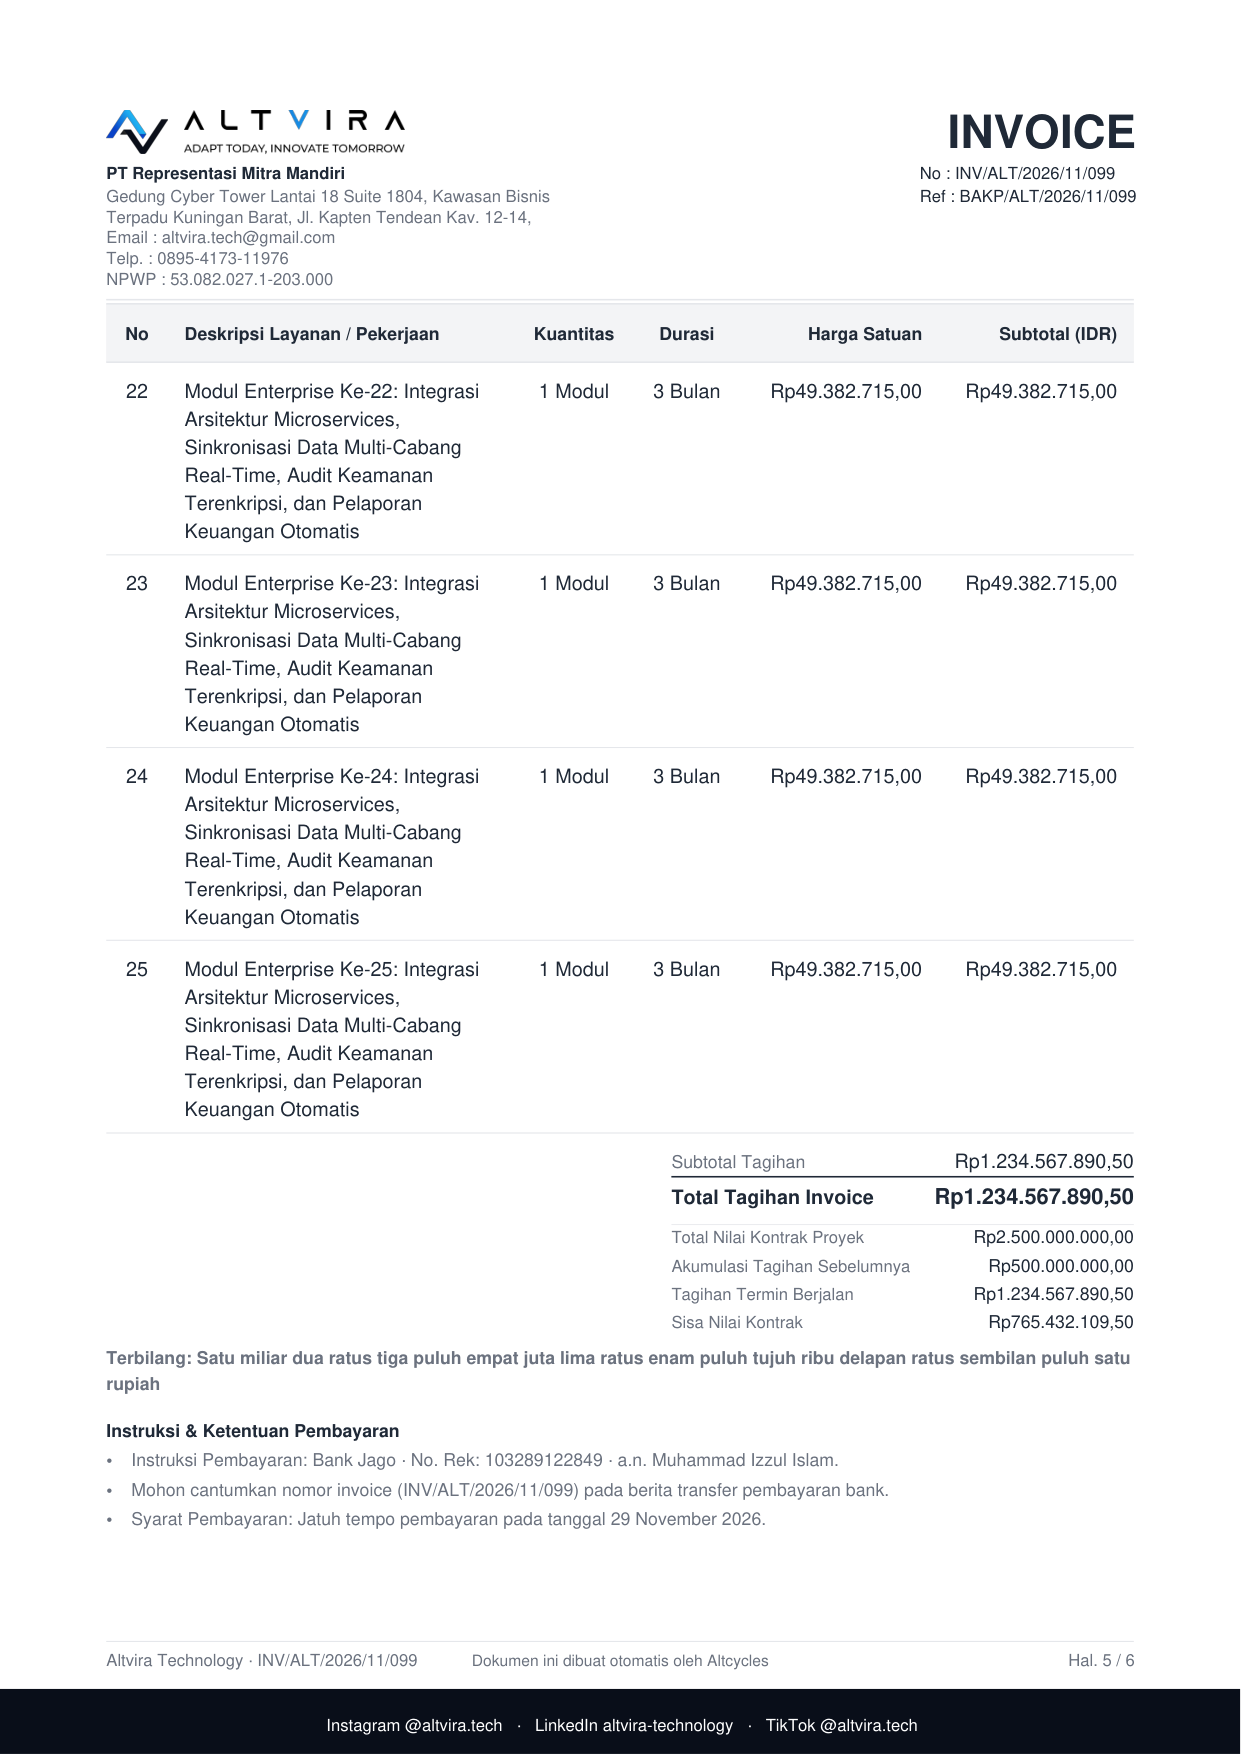 ALTVIRA
ADAPT TODAY, INNOVATE TOMORROW
INVOICE
PT Representasi Mitra Mandiri
No : INV/ALT/2026/11/099
Gedung Cyber Tower Lantai 18 Suite 1804, Kawasan Bisnis
Ref : BAKP/ALT/2026/11/099
Terpadu Kuningan Barat, Jl. Kapten Tendean Kav. 12-14,
Email : altvira.tech@gmail.com
Telp. : 0895-4173-11976
NPWP : 53.082.027.1-203.000
No Deskripsi Layanan / Pekerjaan Kuantitas Durasi Harga Satuan Subtotal (IDR)
22 Modul Enterprise Ke-22: Integrasi 1 Modul 3 Bulan Rp49.382.715,00 Rp49.382.715,00
Arsitektur Microservices,
Sinkronisasi Data Multi-Cabang
Real-Time, Audit Keamanan
Terenkripsi, dan Pelaporan
Keuangan Otomatis
23 Modul Enterprise Ke-23: Integrasi 1 Modul 3 Bulan Rp49.382.715,00 Rp49.382.715,00
Arsitektur Microservices,
Sinkronisasi Data Multi-Cabang
Real-Time, Audit Keamanan
Terenkripsi, dan Pelaporan
Keuangan Otomatis
24 Modul Enterprise Ke-24: Integrasi 1 Modul 3 Bulan Rp49.382.715,00 Rp49.382.715,00
Arsitektur Microservices,
Sinkronisasi Data Multi-Cabang
Real-Time, Audit Keamanan
Terenkripsi, dan Pelaporan
Keuangan Otomatis
25 Modul Enterprise Ke-25: Integrasi 1 Modul 3 Bulan Rp49.382.715,00 Rp49.382.715,00
Arsitektur Microservices,
Sinkronisasi Data Multi-Cabang
Real-Time, Audit Keamanan
Terenkripsi, dan Pelaporan
Keuangan Otomatis
Subtotal Tagihan Rp1.234.567.890,50
Total Tagihan Invoice Rp1.234.567.890,50
Total Nilai Kontrak Proyek Rp2.500.000.000,00
Akumulasi Tagihan Sebelumnya Rp500.000.000,00
Tagihan Termin Berjalan Rp1.234.567.890,50
Sisa Nilai Kontrak Rp765.432.109,50
Terbilang: Satu miliar dua ratus tiga puluh empat juta lima ratus enam puluh tujuh ribu delapan ratus sembilan puluh satu
rupiah
Instruksi & Ketentuan Pembayaran
• Instruksi Pembayaran: Bank Jago · No. Rek: 103289122849 · a.n. Muhammad Izzul Islam.
• Mohon cantumkan nomor invoice (INV/ALT/2026/11/099) pada berita transfer pembayaran bank.
• Syarat Pembayaran: Jatuh tempo pembayaran pada tanggal 29 November 2026.
Altvira Technology · INV/ALT/2026/11/099 Dokumen ini dibuat otomatis oleh Altcycles Hal. 5 / 6
Instagram @altvira.tech · LinkedIn altvira-technology · TikTok @altvira.tech